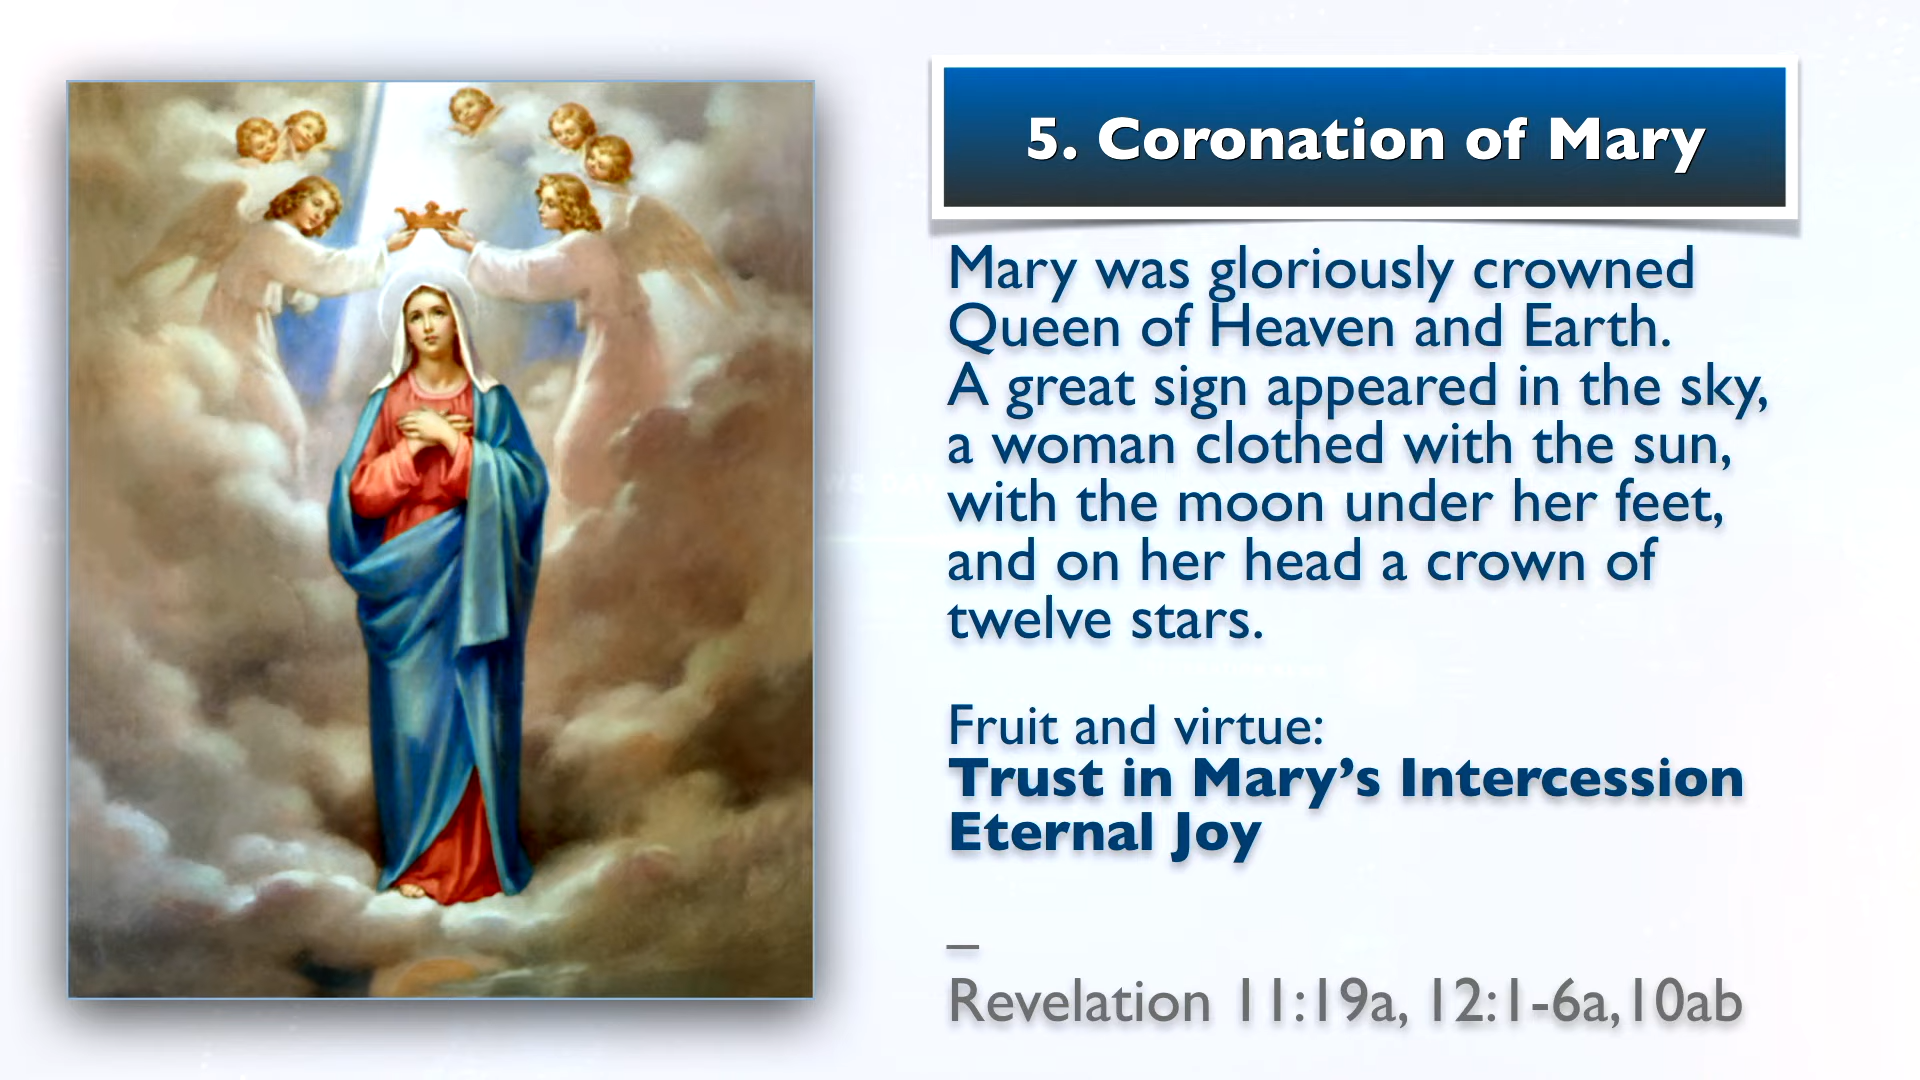 5. Coronation of Mary
Mary was gloriously crowned
Queen of Heaven and Earth.
A great sign appeared in the sky,
a woman clothed with the sun,
with the moon under her feet,
and on her head a crown of
twelve stars.
Fruit and virtue:
Trust in Mary’s Intercession
Eternal Joy
_
Revelation 11:19a, 12:1-6a,10ab